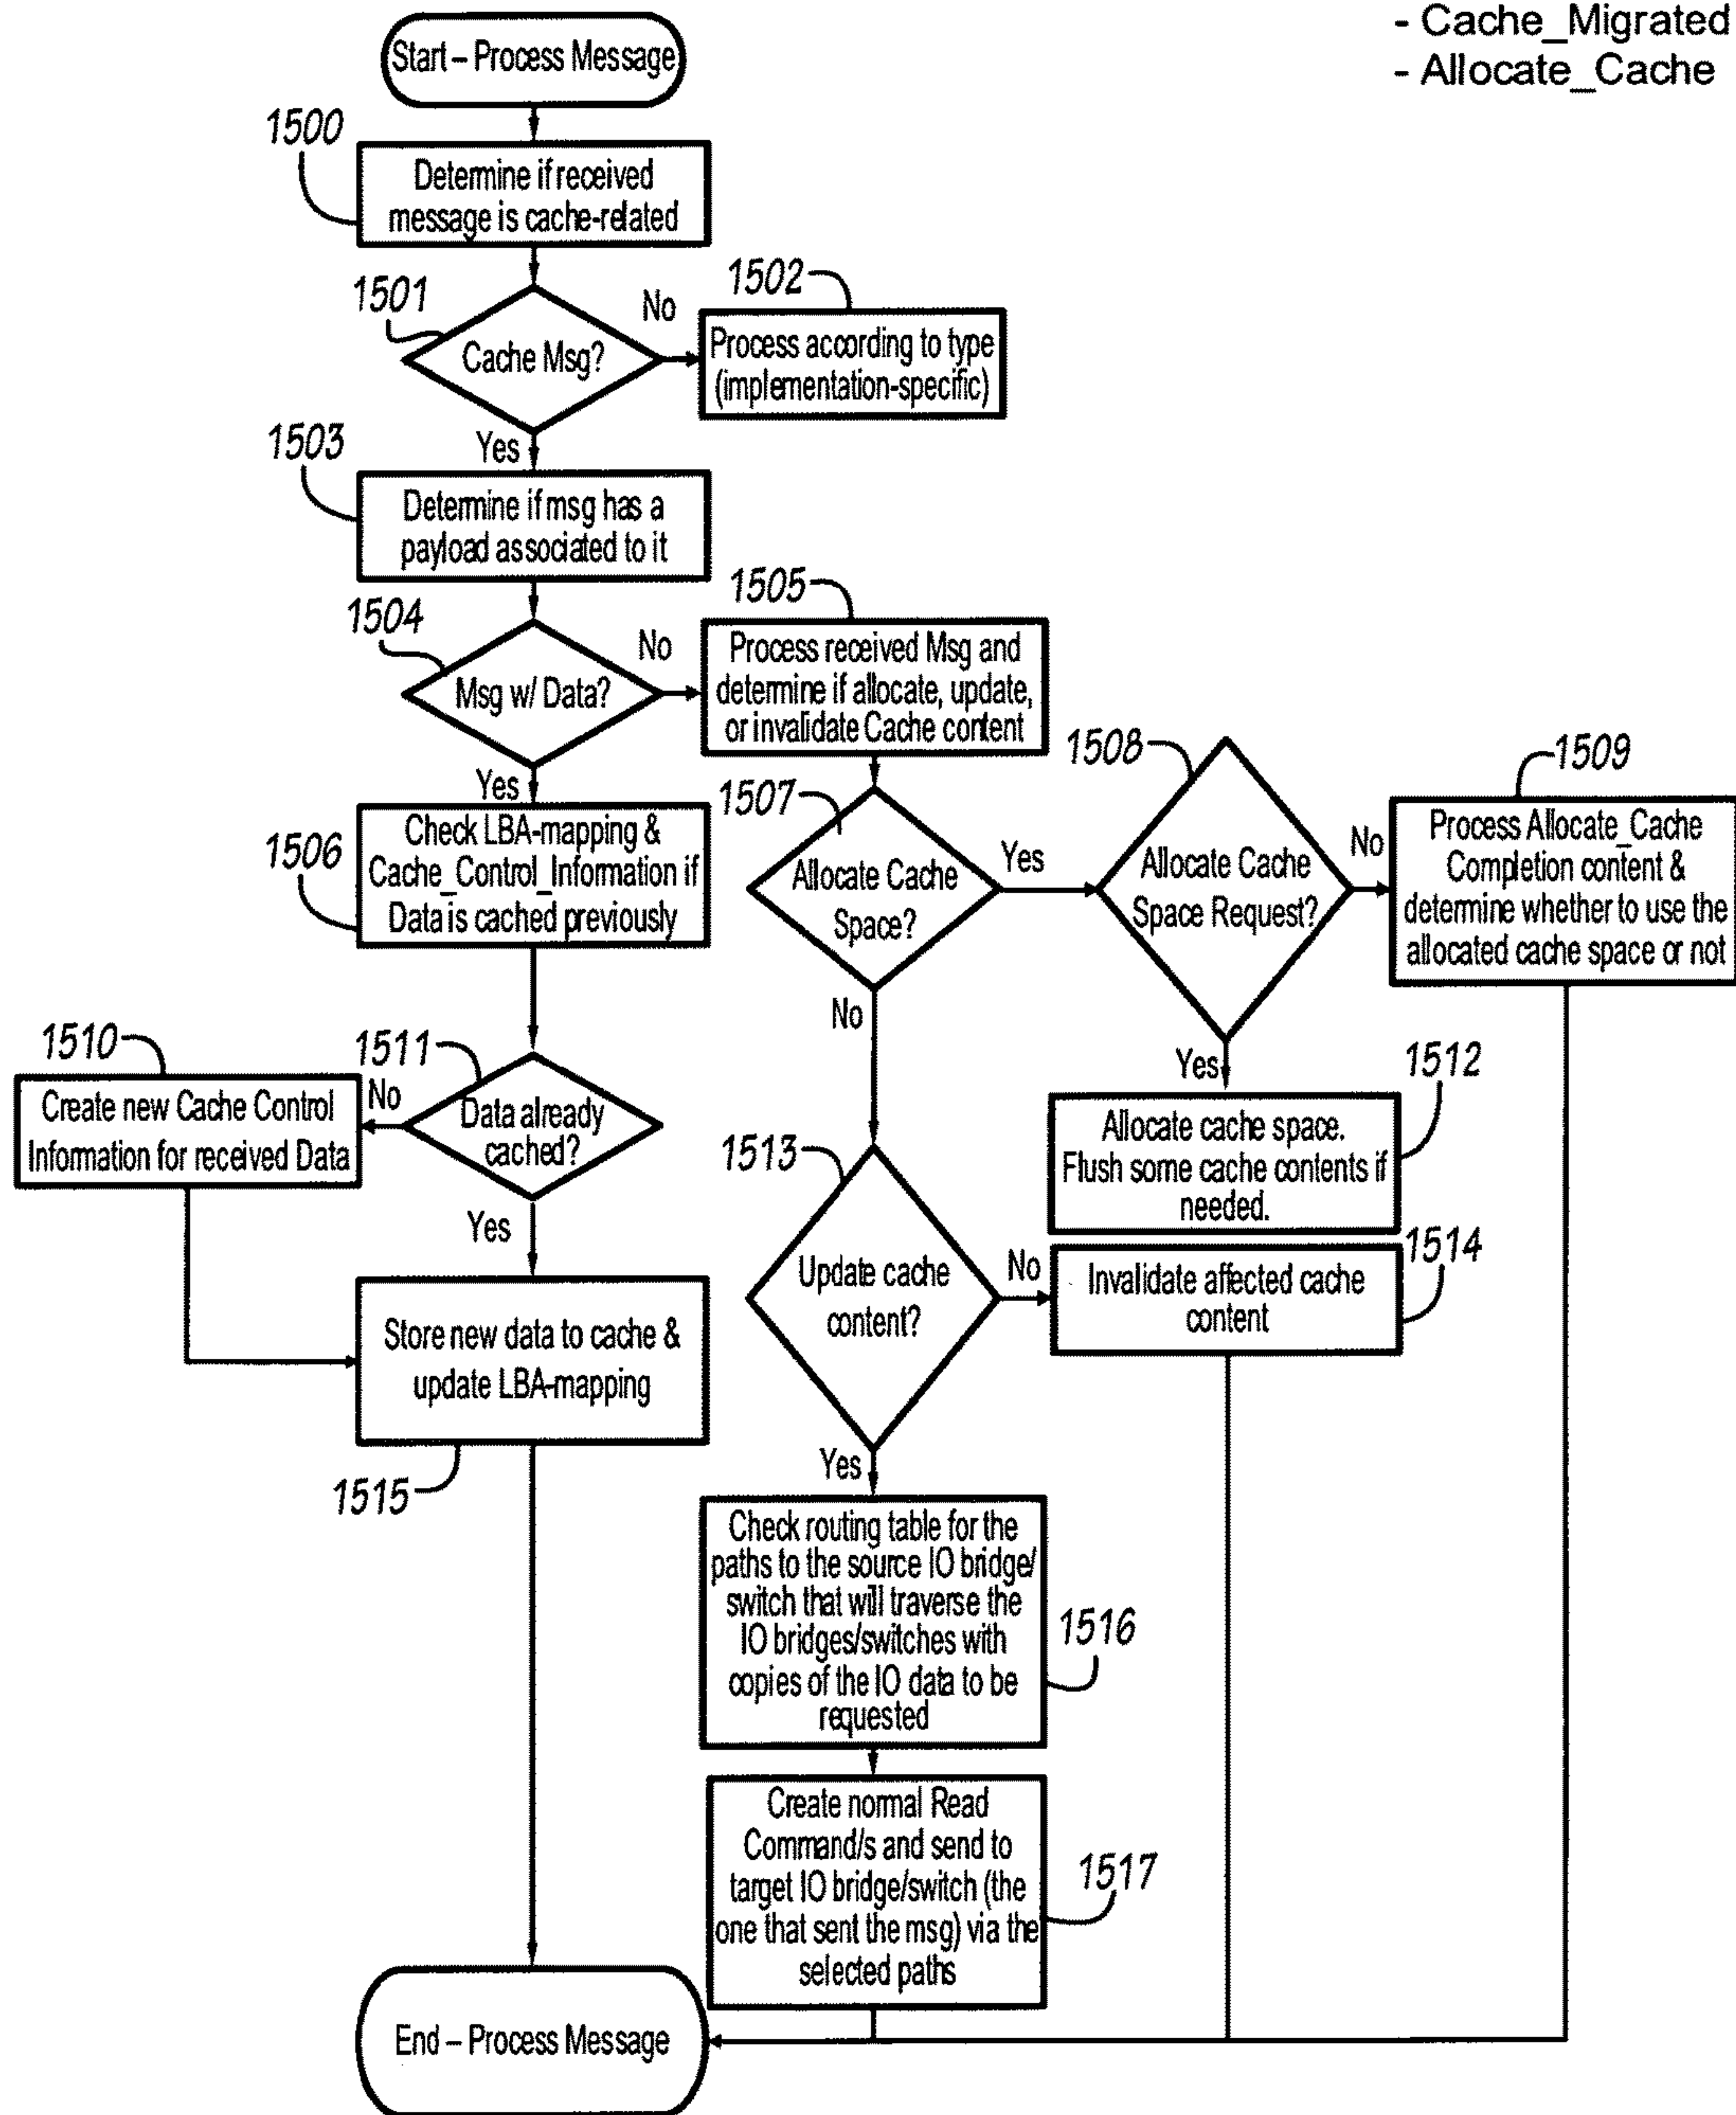 - Cache_Migrated
- Allocate_Cache
Start – Process Message
1500
Determine if received
message is cache-related
1501
Cache Msg?
No
1502
Process according to type
(implementation-specific)
Yes
1503
Determine if msg has a
payload associated to it
1504
Msg w/ Data?
No
1505
Process received Msg and
determine if allocate, update,
or invalidate Cache content
Yes
1506
Check LBA-mapping &
Cache_Control_Information if
Data is cached previously
1507
Allocate Cache
Space?
Yes
1508
Allocate Cache
Space Request?
No
1509
Process Allocate_Cache
Completion content &
determine whether to use the
allocated cache space or not
No
Yes
1510
Create new Cache Control
Information for received Data
No
1511
Data already
cached?
Yes
1512
Allocate cache space.
Flush some cache contents if
needed.
1513
Update cache
content?
No
1514
Invalidate affected cache
content
Store new data to cache &
update LBA-mapping
1515
Yes
Check routing table for the
paths to the source IO bridge/
switch that will traverse the
IO bridges/switches with
copies of the IO data to be
requested
1516
Create normal Read
Command/s and send to
target IO bridge/switch (the
one that sent the msg) via the
selected paths
1517
End – Process Message